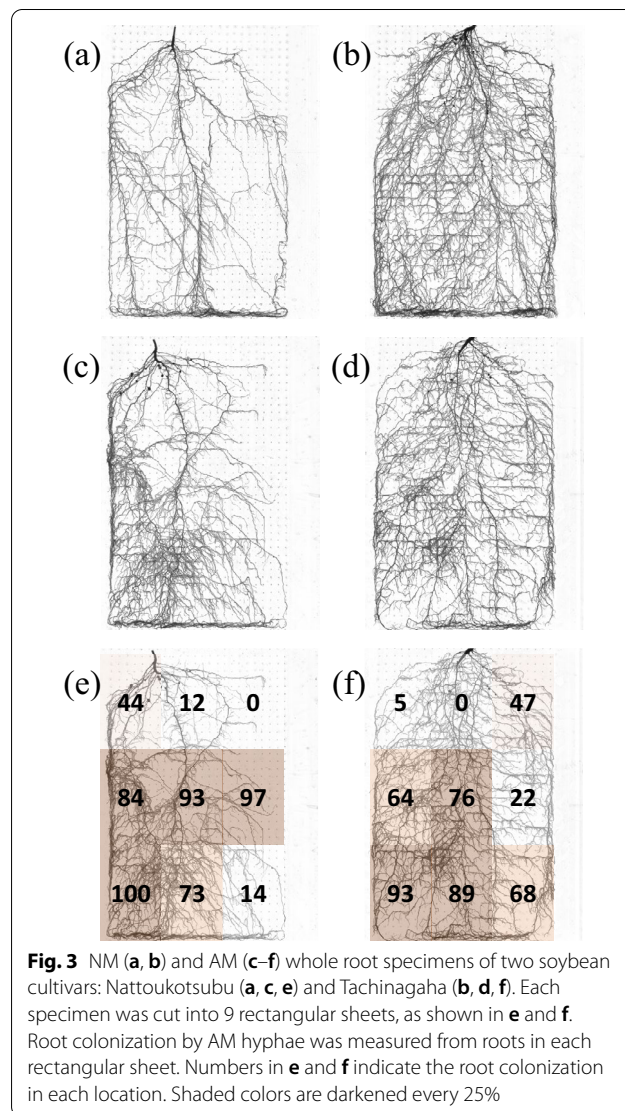 (a) (b)
(c) (d)
(e) (f)
44 12 0 5 0 47
84 93 97 64 76 22
100 73 14 93 89 68
Fig. 3 NM (a, b) and AM (c–f) whole root specimens of two soybean
cultivars: Nattoukotsubu (a, c, e) and Tachinagaha (b, d, f). Each
specimen was cut into 9 rectangular sheets, as shown in e and f.
Root colonization by AM hyphae was measured from roots in each
rectangular sheet. Numbers in e and f indicate the root colonization
in each location. Shaded colors are darkened every 25%